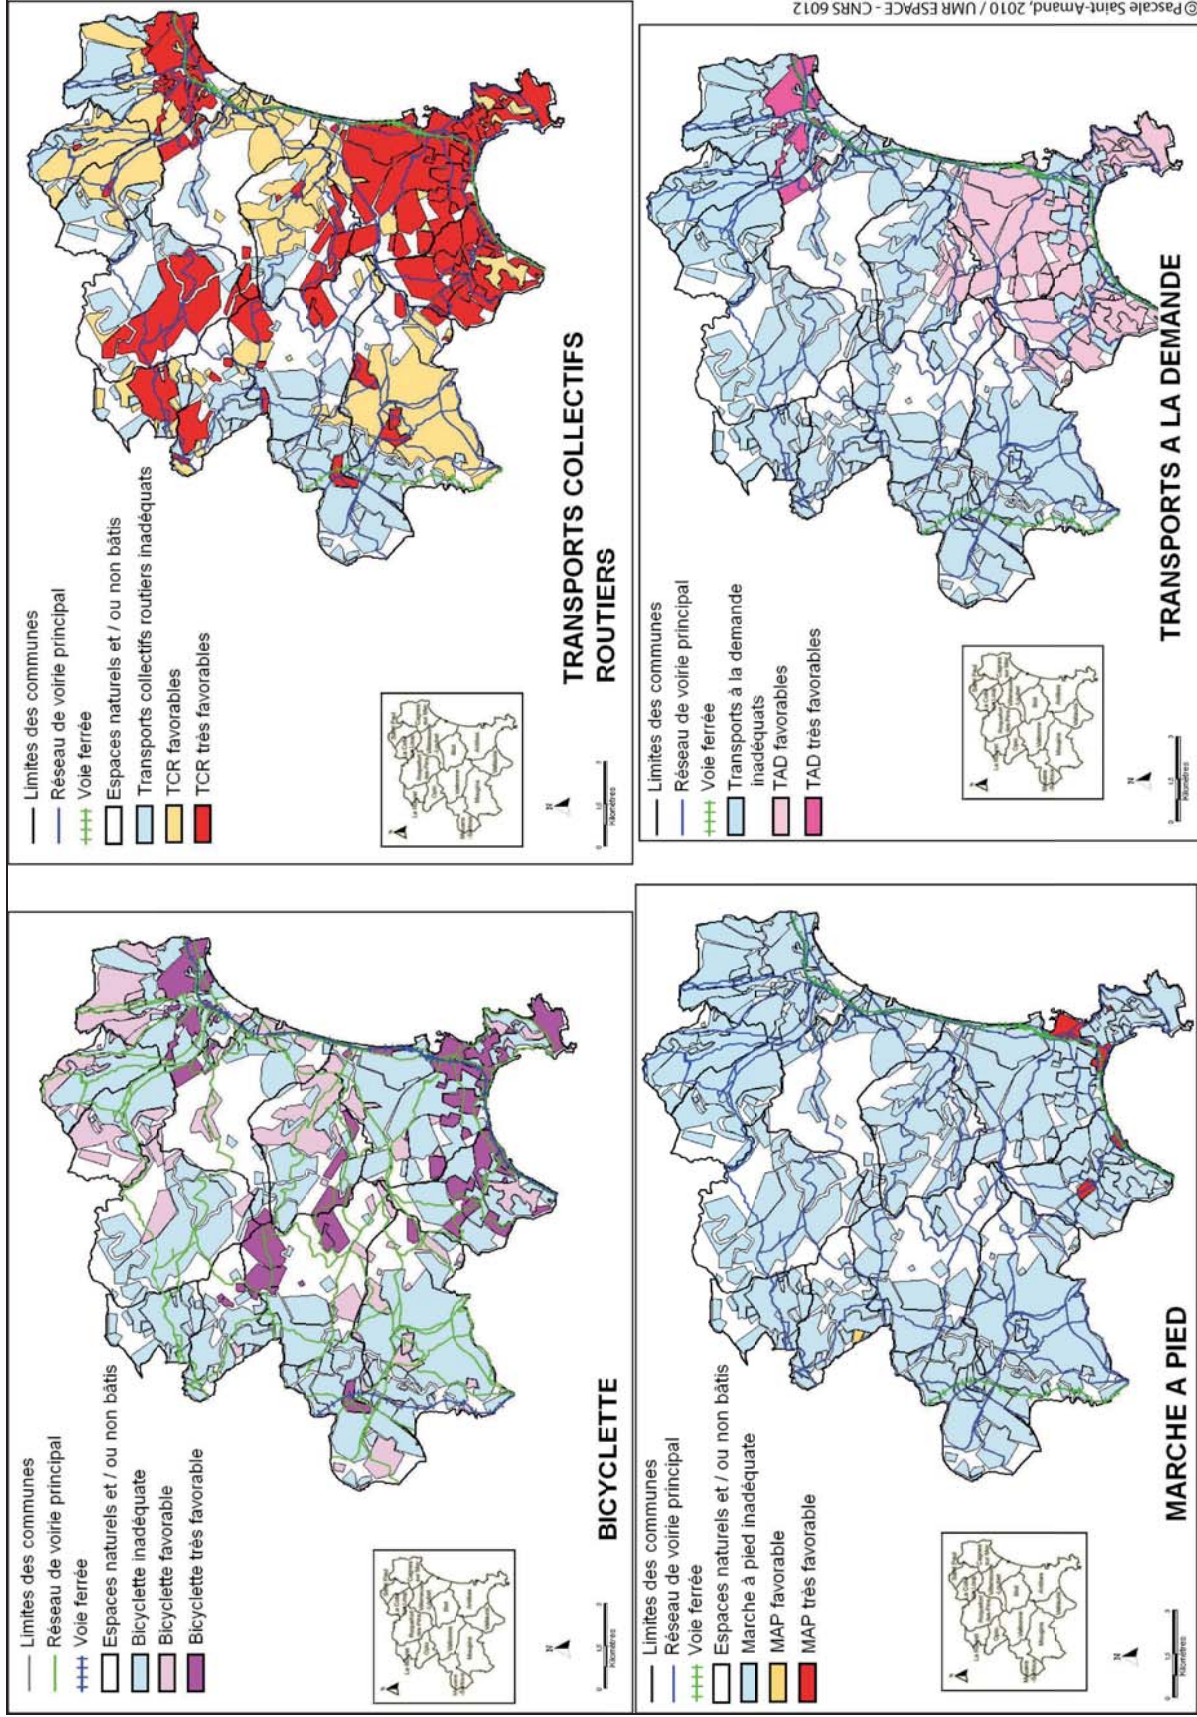 Limites des communes
Réseau de voirie principal
Voie ferrée
Espaces naturels et / ou non bâtis
Bicyclette inadéquate
Bicyclette favorable
Bicyclette très favorable
N
Kilomètres
BICYCLETTE
Limites des communes
Réseau de voirie principal
Voie ferrée
Espaces naturels et / ou non bâtis
Transports collectifs routiers inadéquats
TCR favorables
TCR très favorables
N
Kilomètres
TRANSPORTS COLLECTIFS
ROUTIERS
Limites des communes
Réseau de voirie principal
Voie ferrée
Espaces naturels et / ou non bâtis
Marche à pied inadéquate
MAP favorable
MAP très favorable
N
Kilomètres
MARCHE A PIED
Limites des communes
Réseau de voirie principal
Voie ferrée
Transports à la demande
inadéquats
TAD favorables
TAD très favorables
N
Kilomètres
TRANSPORTS A LA DEMANDE
© Pascale Saint-Amand, 2010 / UMR ESPACE - CNRS 6012